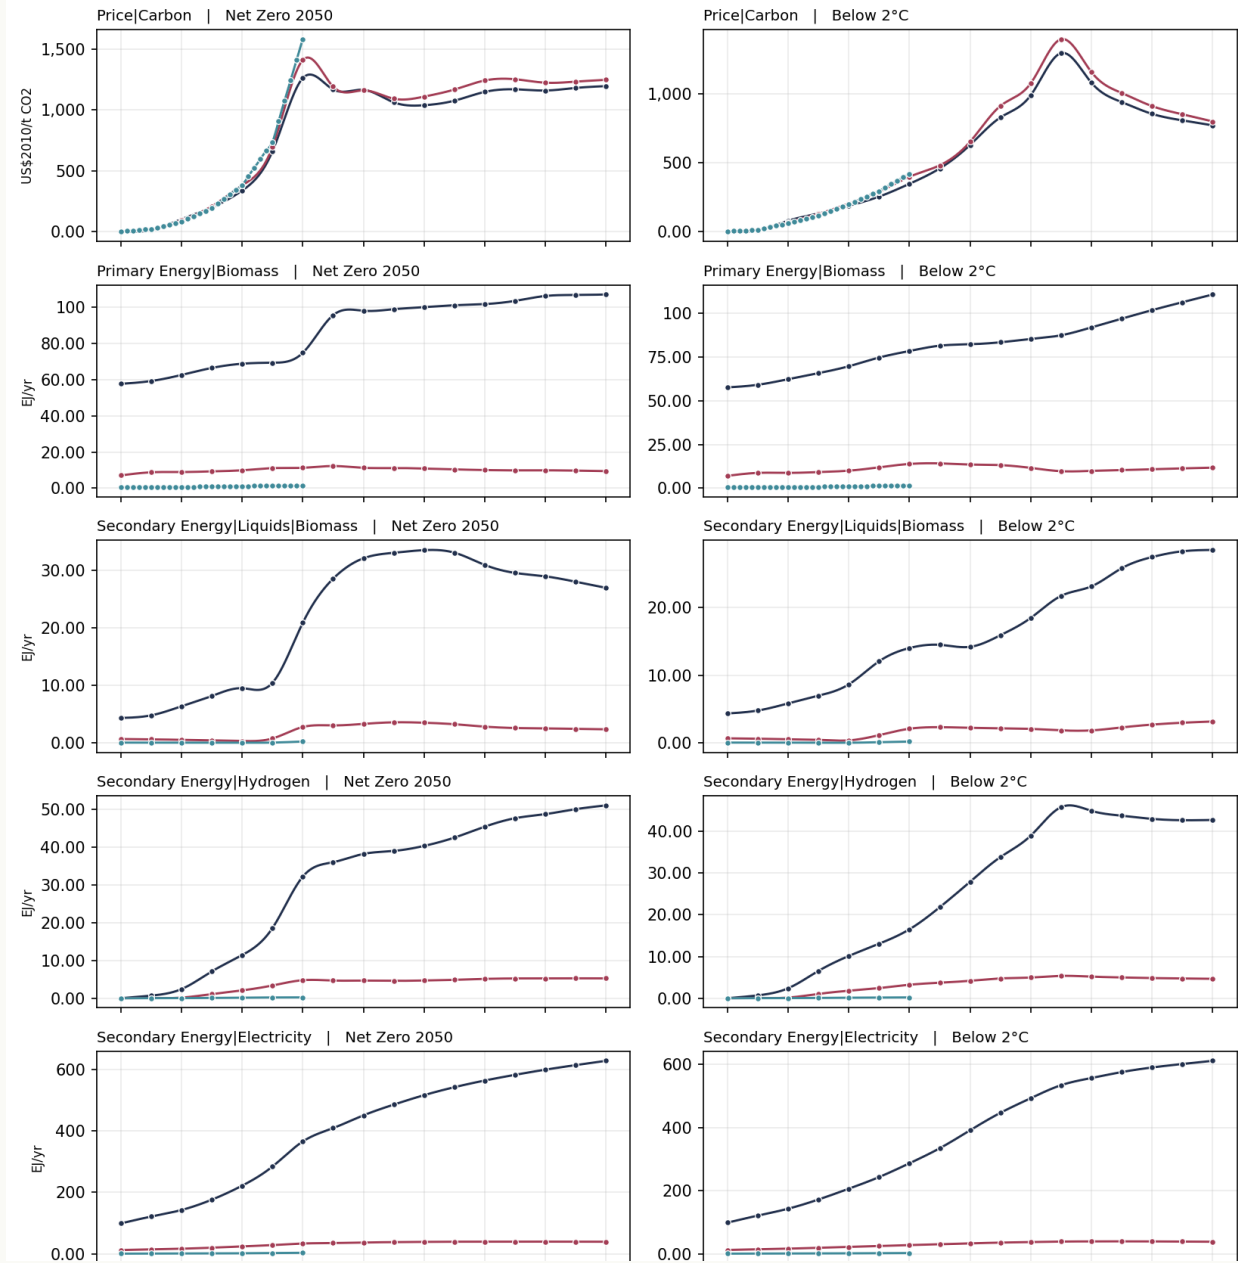 Price|Carbon | Net Zero 2050
Price|Carbon | Below 2°C
1,500
1,000
500
0.00
US$2010/t CO2
1,000
500
0.00
Primary Energy|Biomass | Net Zero 2050
Primary Energy|Biomass | Below 2°C
100
80.00
60.00
40.00
20.00
0.00
EJ/yr
100
75.00
50.00
25.00
0.00
Secondary Energy|Liquids|Biomass | Net Zero 2050
Secondary Energy|Liquids|Biomass | Below 2°C
30.00
20.00
10.00
0.00
EJ/yr
20.00
10.00
0.00
Secondary Energy|Hydrogen | Net Zero 2050
Secondary Energy|Hydrogen | Below 2°C
50.00
40.00
30.00
20.00
10.00
0.00
EJ/yr
40.00
30.00
20.00
10.00
0.00
Secondary Energy|Electricity | Net Zero 2050
Secondary Energy|Electricity | Below 2°C
600
400
200
0.00
EJ/yr
600
400
200
0.00